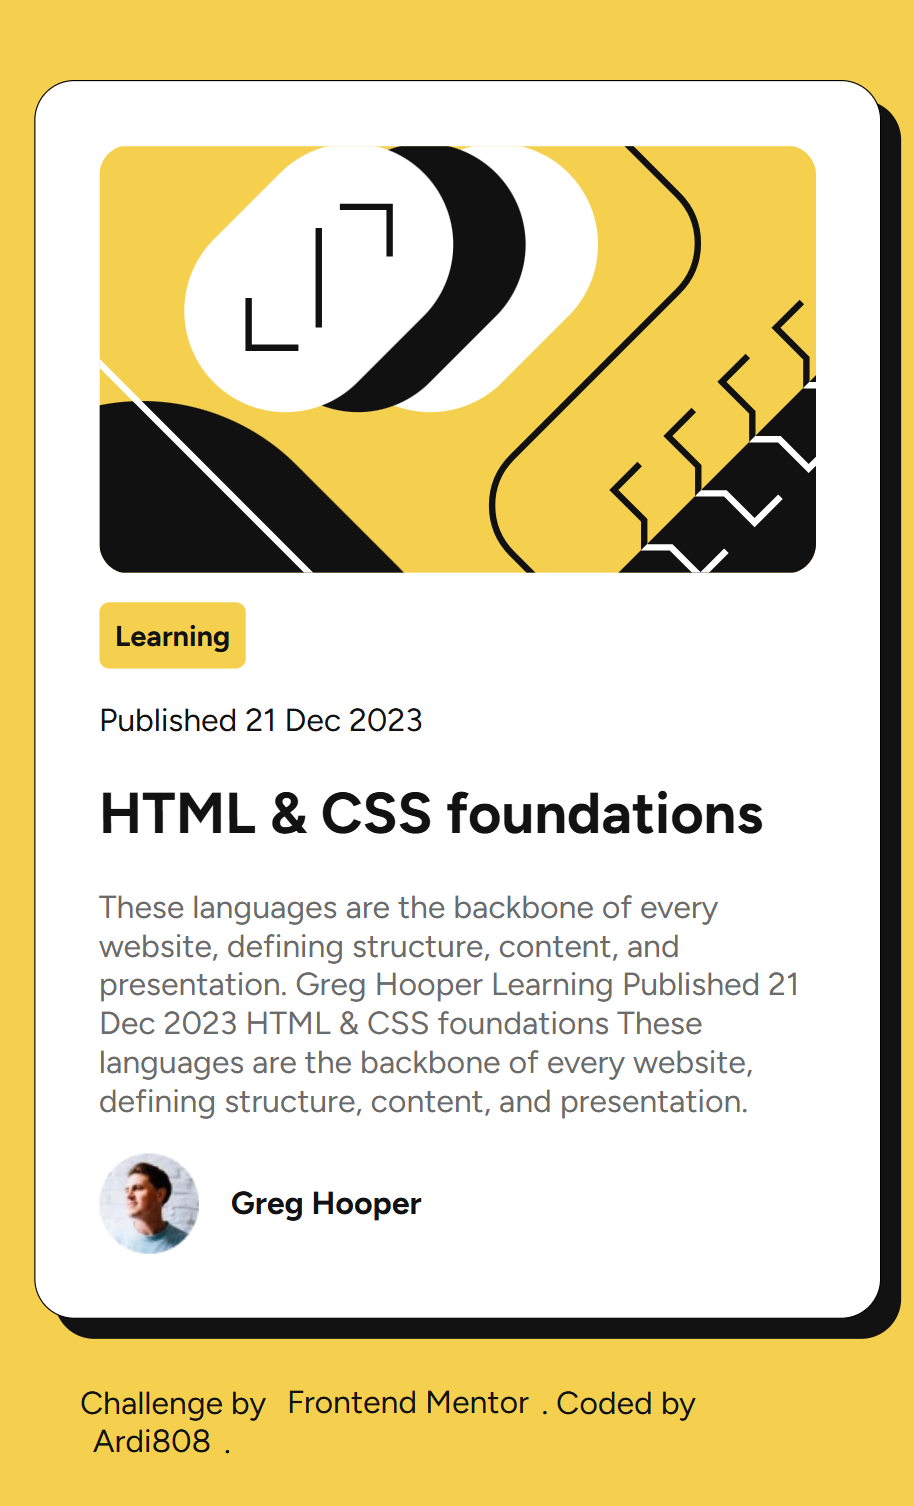 Learning
Published 21 Dec 2023
HTML & CSS foundations
These languages are the backbone of every
website, defining structure, content, and
presentation. Greg Hooper Learning Published 21
Dec 2023 HTML & CSS foundations These
languages are the backbone of every website,
defining structure, content, and presentation.
Greg Hooper
Challenge by Frontend Mentor . Coded by
Ardi808 .